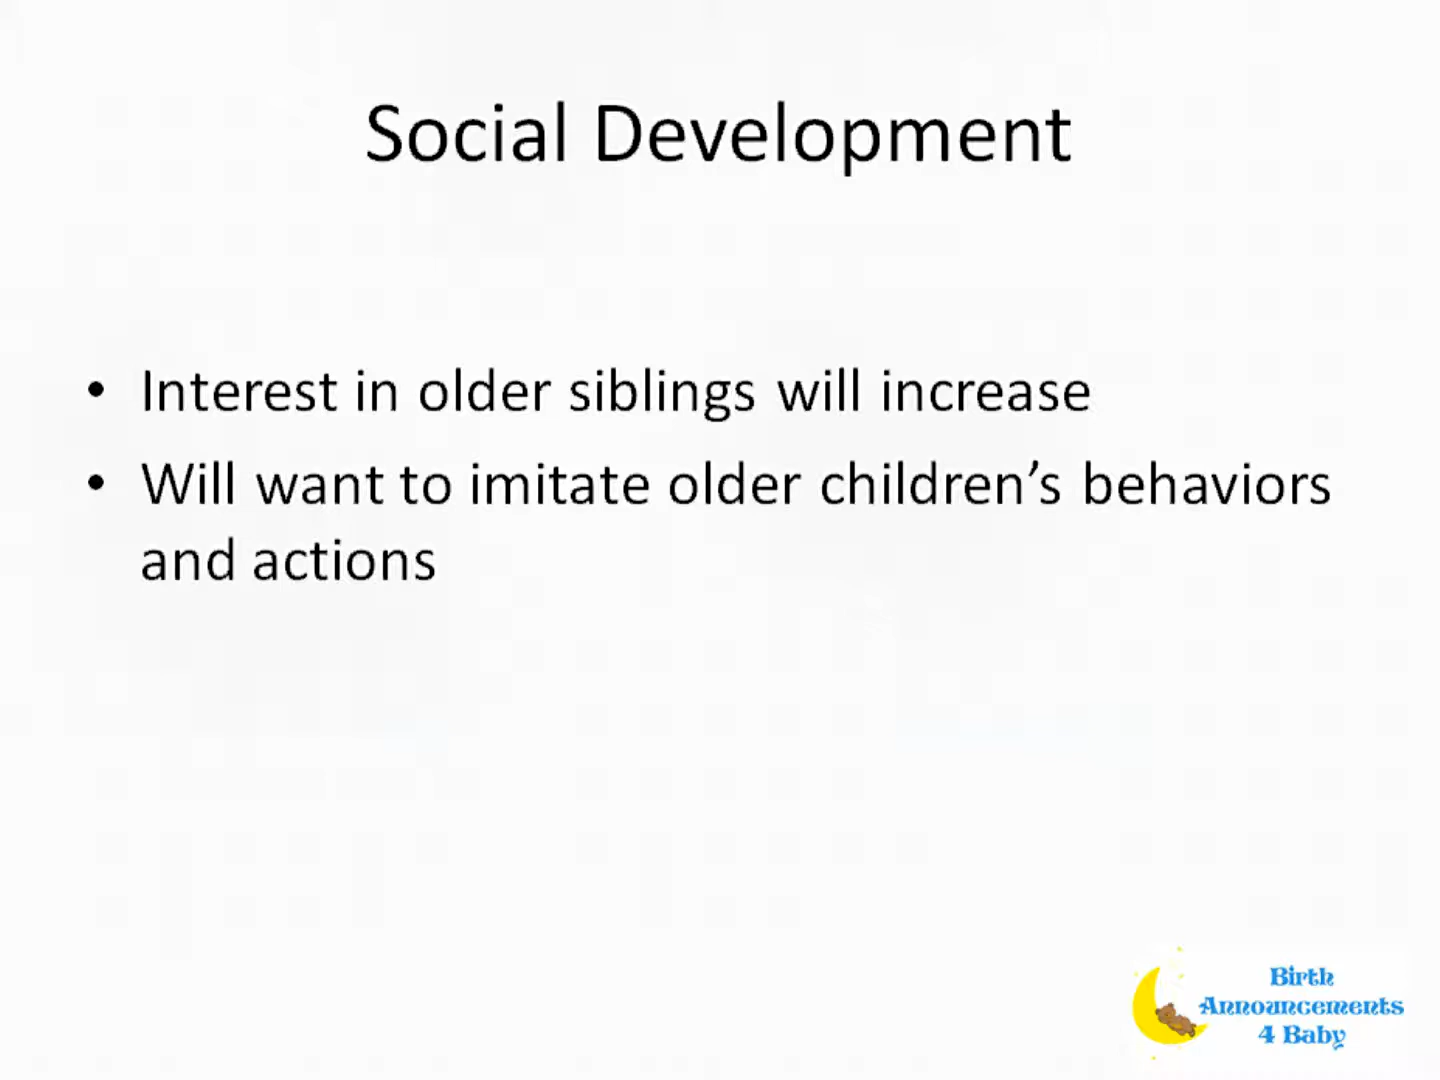 Social Development
• Interest in older siblings will increase
• Will want to imitate older children’s behaviors
and actions
Birth
Announcements
4 Baby